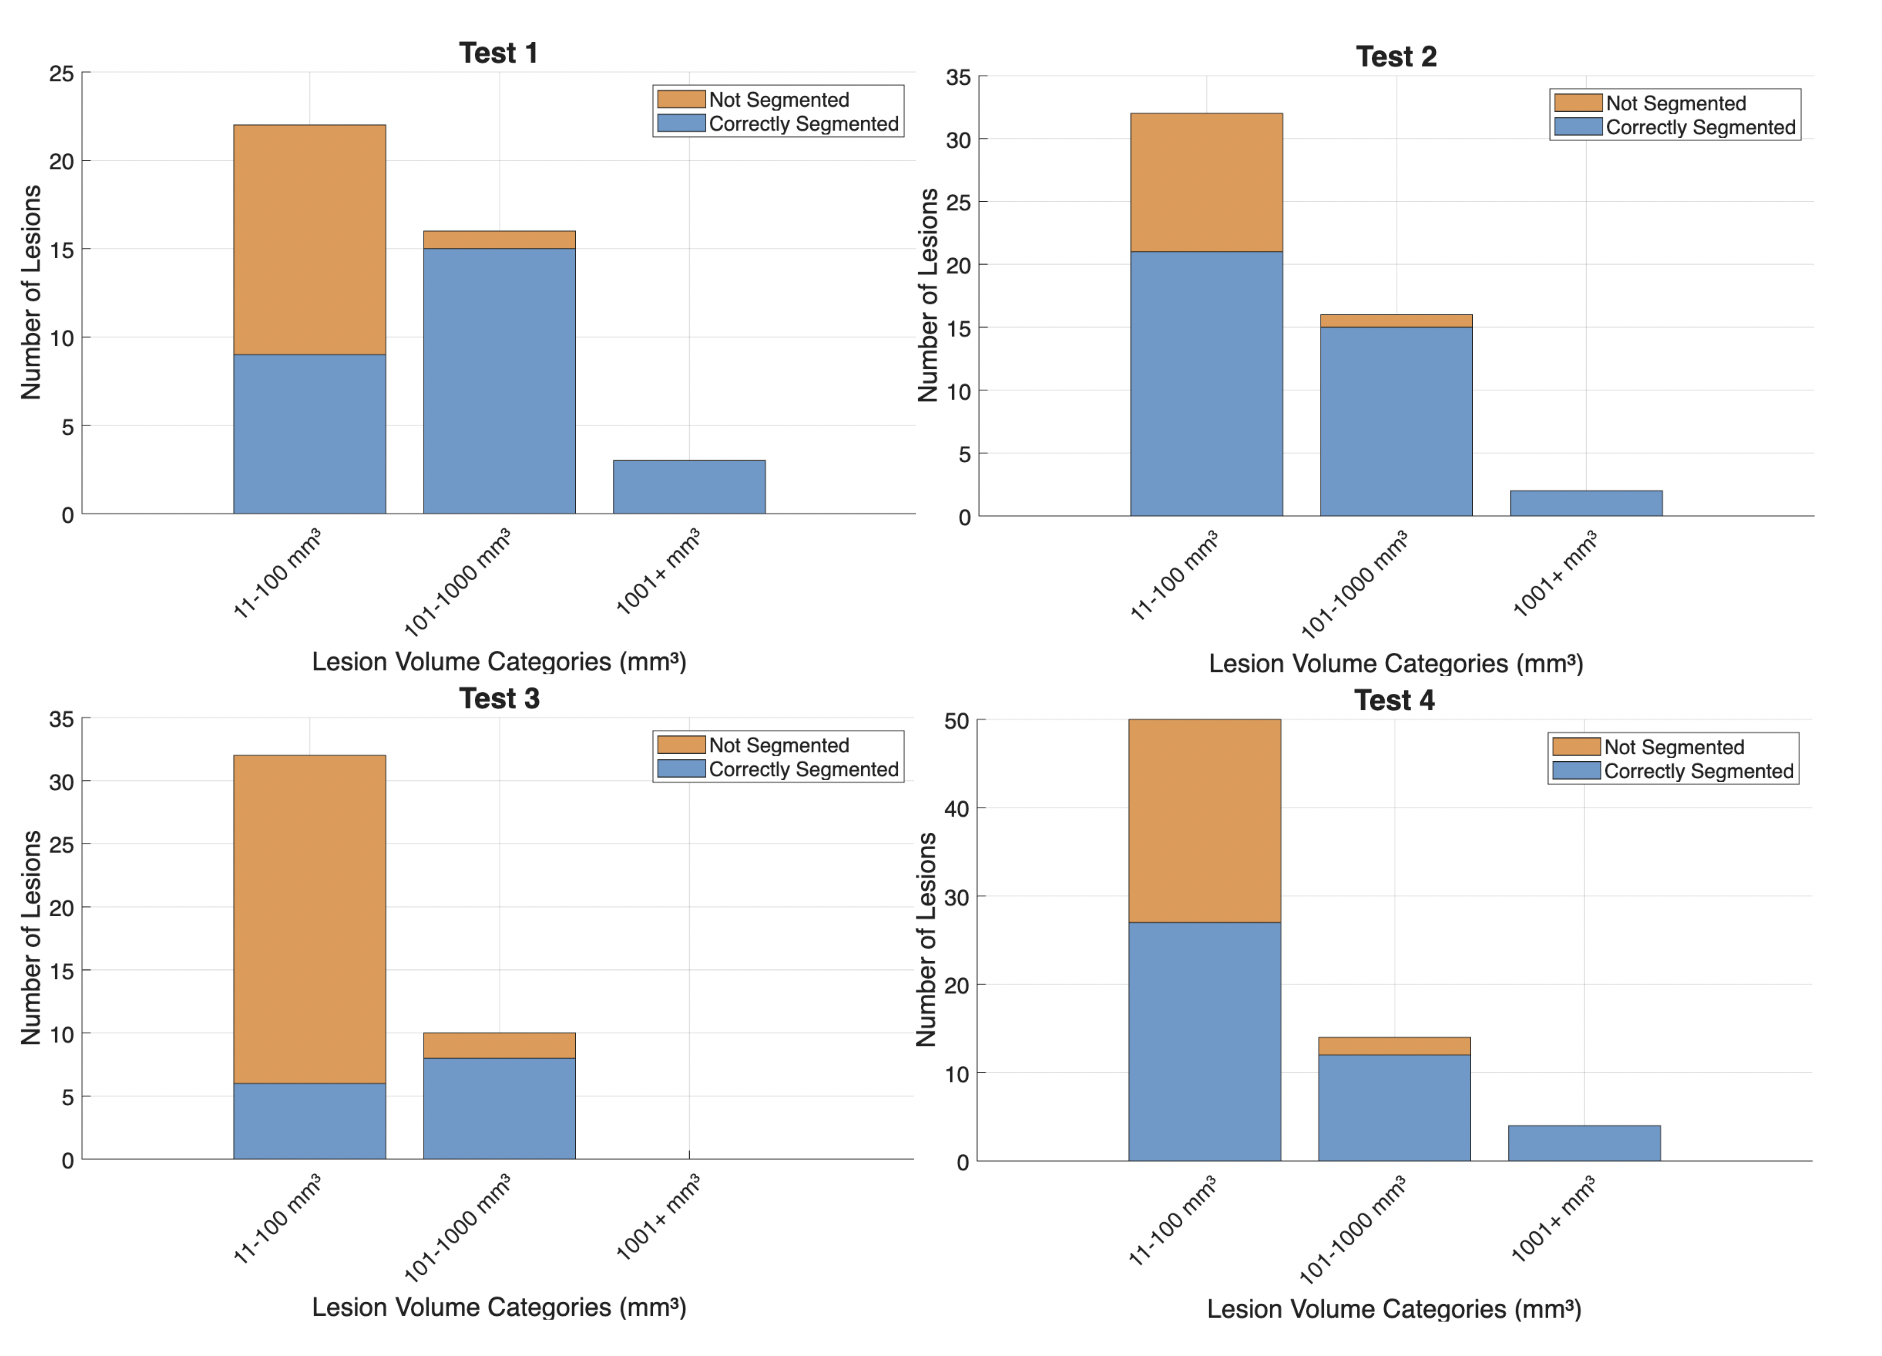 Test 1
Number of Lesions
25
20
15
10
5
0
Not Segmented
Correctly Segmented
11-100 mm³
101-1000 mm³
1001+ mm³
Lesion Volume Categories (mm³)
Test 2
Number of Lesions
35
30
25
20
15
10
5
0
Not Segmented
Correctly Segmented
11-100 mm³
101-1000 mm³
1001+ mm³
Lesion Volume Categories (mm³)
Test 3
Number of Lesions
35
30
25
20
15
10
5
0
Not Segmented
Correctly Segmented
11-100 mm³
101-1000 mm³
1001+ mm³
Lesion Volume Categories (mm³)
Test 4
Number of Lesions
50
40
30
20
10
0
Not Segmented
Correctly Segmented
11-100 mm³
101-1000 mm³
1001+ mm³
Lesion Volume Categories (mm³)